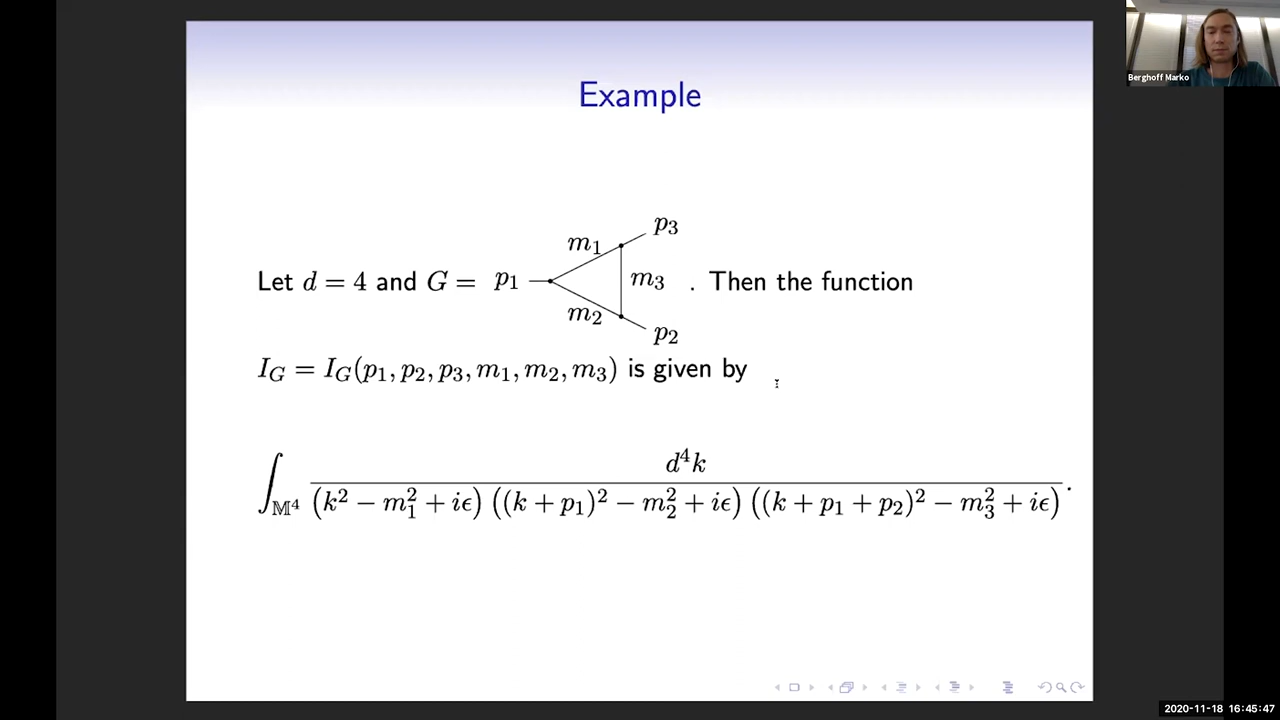 Example
p₃
m₁
Let d = 4 and G = p₁ m₃ . Then the function
m₂
p₂
I_G = I_G(p₁, p₂, p₃, m₁, m₂, m₃) is given by
∫_{𝕄⁴} d⁴k / (k² − m₁² + iϵ) ((k + p₁)² − m₂² + iϵ) ((k + p₁ + p₂)² − m₃² + iϵ) .
Berghoff Marko
2020-11-18 16:45:47